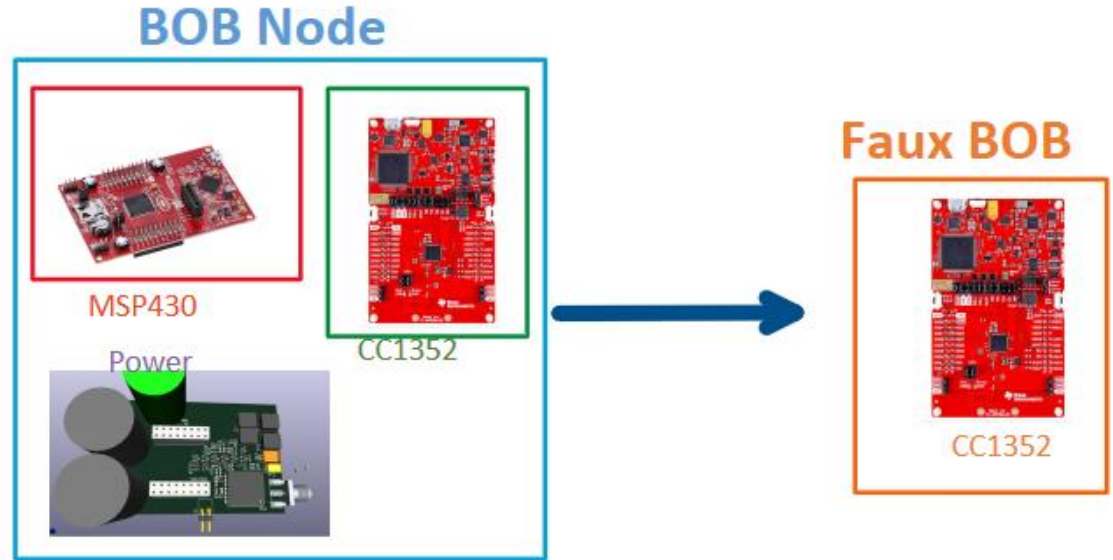 BOB Node
Faux BOB
MSP430
CC1352
Power
CC1352